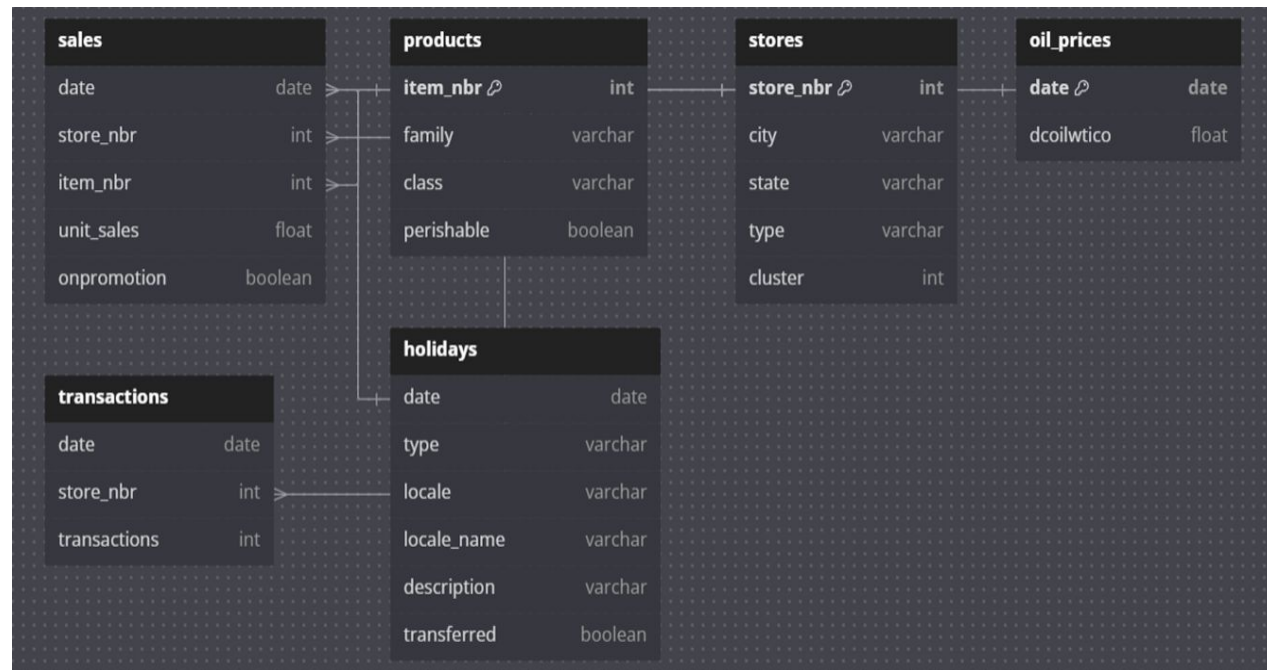 sales
date date
store_nbr int
item_nbr int
unit_sales float
onpromotion boolean
products
item_nbr int
family varchar
class varchar
perishable boolean
stores
store_nbr int
city varchar
state varchar
type varchar
cluster int
oil_prices
date date
dcoilwtico float
transactions
date date
store_nbr int
transactions int
holidays
date date
type varchar
locale varchar
locale_name varchar
description varchar
transferred boolean